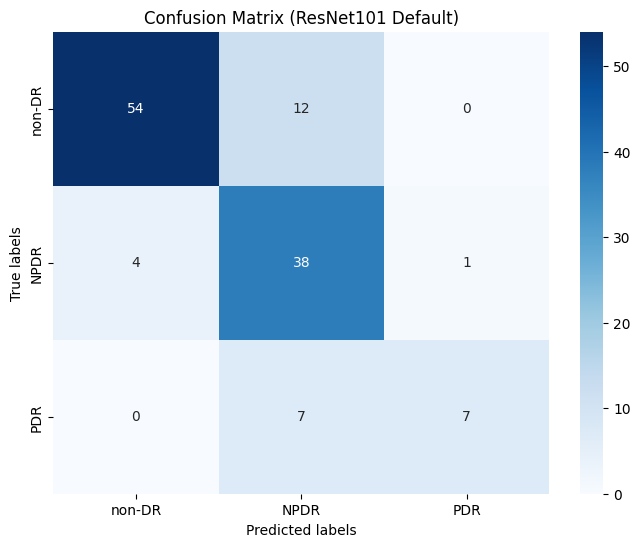 Confusion Matrix (ResNet101 Default)
True labels
non-DR
54 12 0
NPDR
4 38 1
PDR
0 7 7
non-DR NPDR PDR
Predicted labels
50
40
30
20
10
0